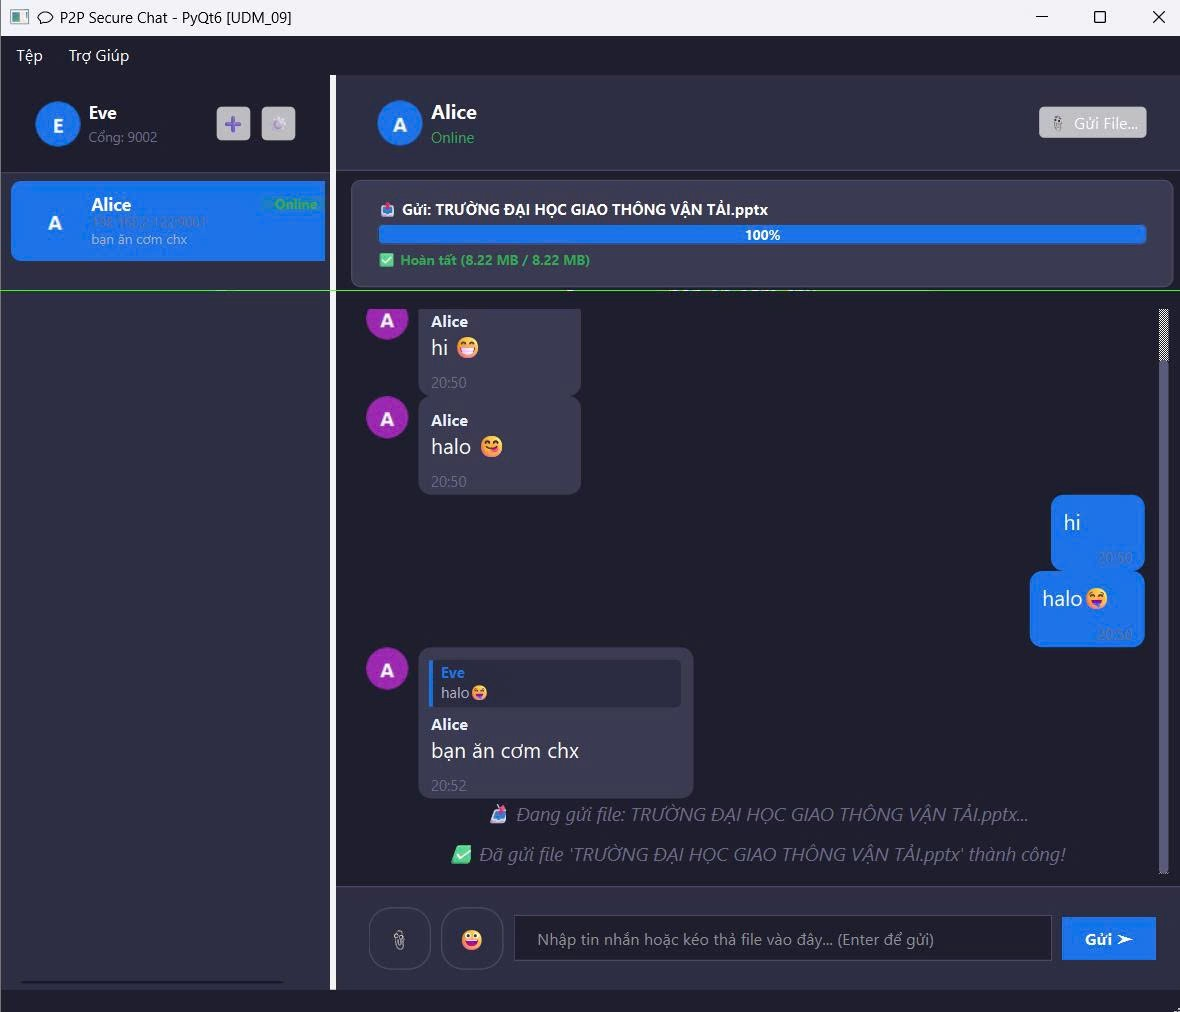 P2P Secure Chat - PyQt6 [UDM_09]
Tệp Trợ Giúp
E
Eve
Cổng: 9002
A
Alice
Online
bạn ăn cơm chx
A
Alice
Online
Gửi File...
Gửi: TRƯỜNG ĐẠI HỌC GIAO THÔNG VẬN TẢI.pptx
100%
Hoàn tất (8.22 MB / 8.22 MB)
A
Alice
hi 😁
20:50
A
Alice
halo 😋
20:50
hi
20:50
halo😝
20:50
A
Eve
halo😝
Alice
bạn ăn cơm chx
20:52
Đang gửi file: TRƯỜNG ĐẠI HỌC GIAO THÔNG VẬN TẢI.pptx...
Đã gửi file 'TRƯỜNG ĐẠI HỌC GIAO THÔNG VẬN TẢI.pptx' thành công!
Nhập tin nhắn hoặc kéo thả file vào đây... (Enter để gửi)
Gửi ➤